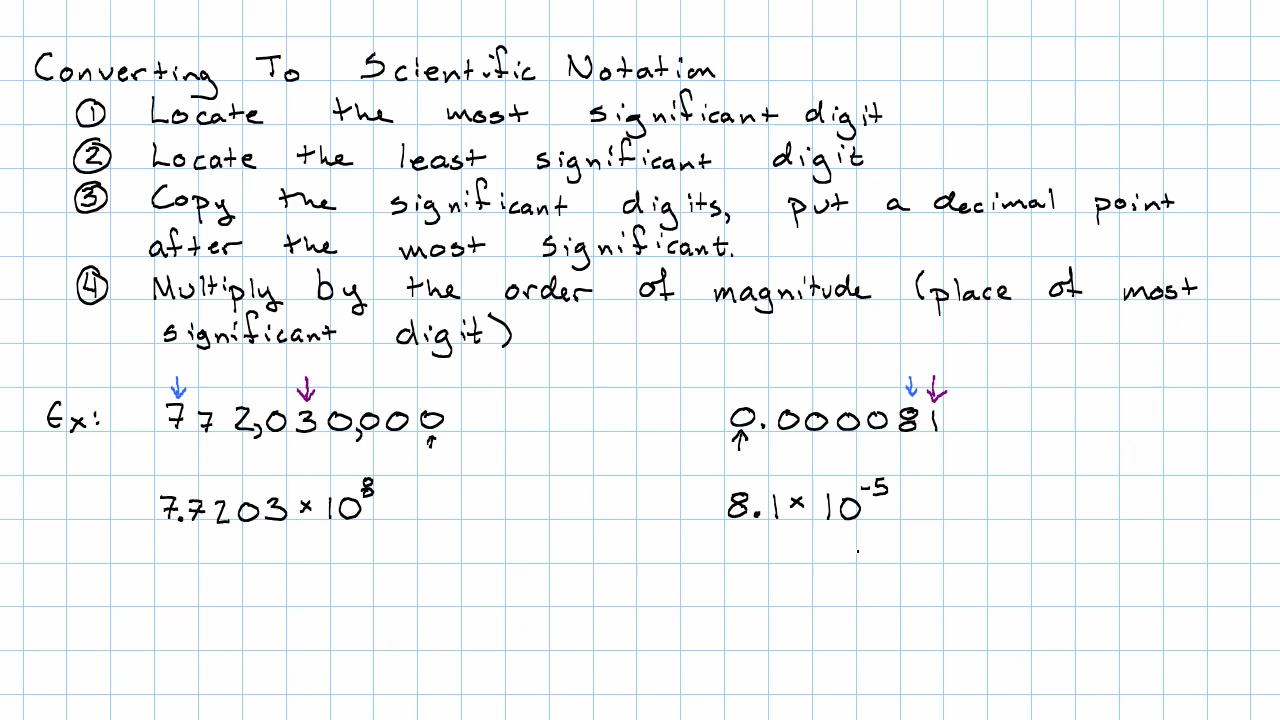 Converting To Scientific Notation
① Locate the most significant digit
② Locate the least significant digit
③ Copy the significant digits, put a decimal point
after the most significant.
④ Multiply by the order of magnitude (place of most
significant digit)
Ex: 772,030,000 0.000081
7.7203 × 10⁸ 8.1 × 10⁻⁵